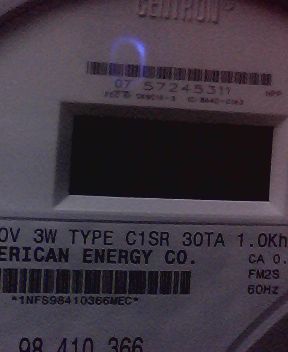 CENTRON
07 57245311
0V 3W TYPE C1SR 30TA 1.0Kh
ERICAN ENERGY CO.
CA 0.
FM2S
60Hz
*1NFS98410366MEC*
98 410 366